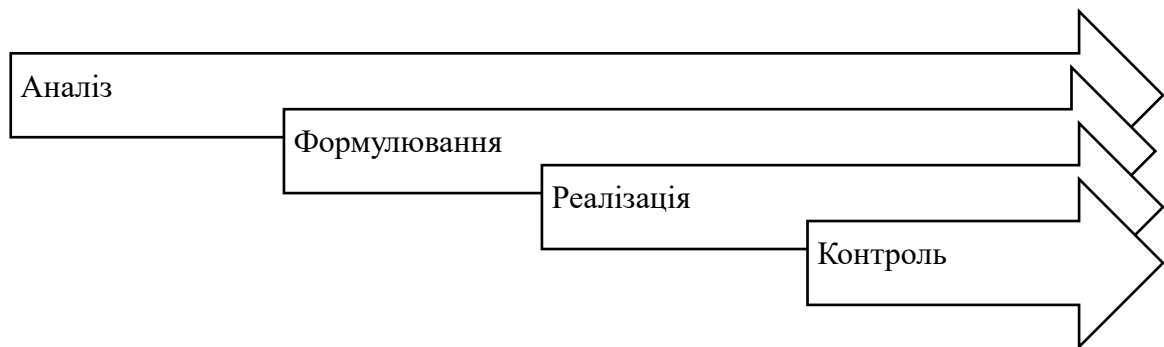 Аналіз
Формулювання
Реалізація
Контроль